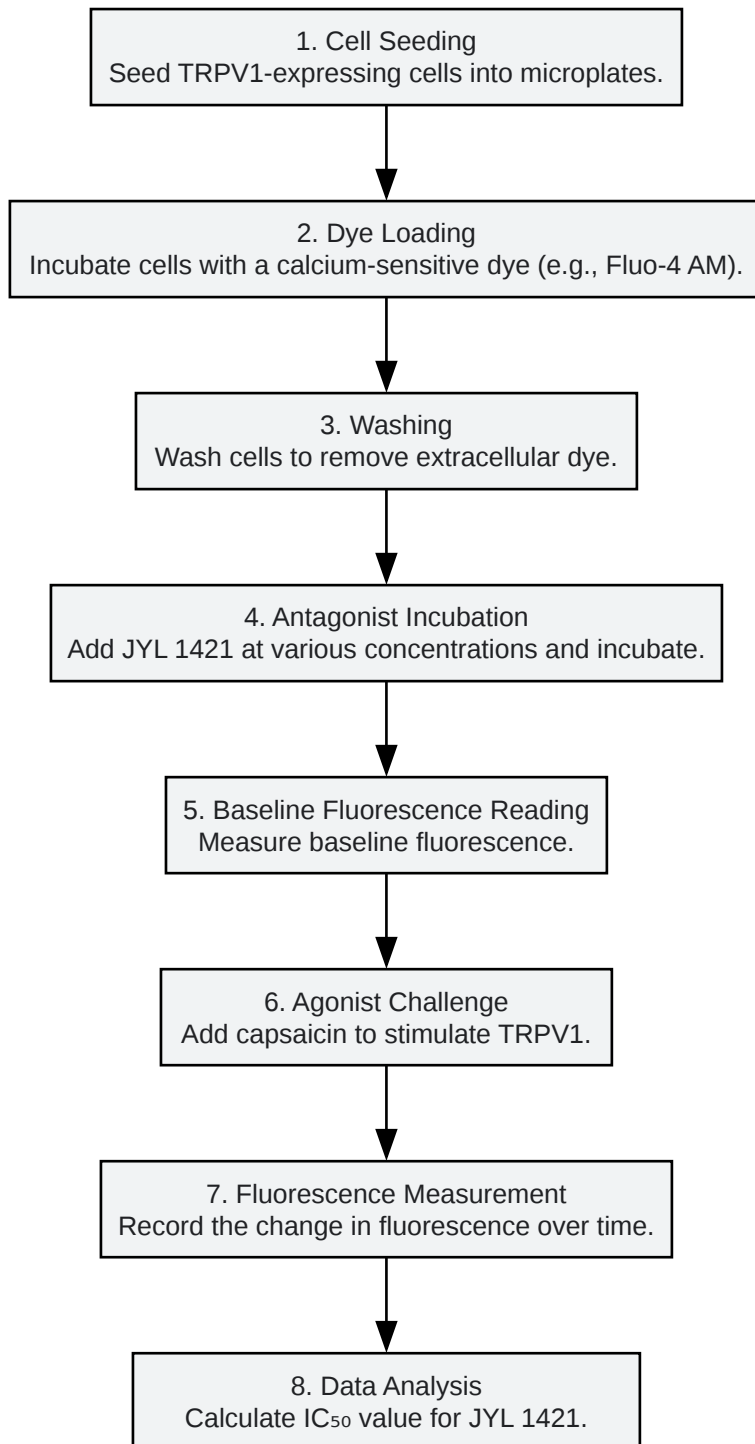 1. Cell Seeding
Seed TRPV1-expressing cells into microplates.
2. Dye Loading
Incubate cells with a calcium-sensitive dye (e.g., Fluo-4 AM).
3. Washing
Wash cells to remove extracellular dye.
4. Antagonist Incubation
Add JYL 1421 at various concentrations and incubate.
5. Baseline Fluorescence Reading
Measure baseline fluorescence.
6. Agonist Challenge
Add capsaicin to stimulate TRPV1.
7. Fluorescence Measurement
Record the change in fluorescence over time.
8. Data Analysis
Calculate IC₅₀ value for JYL 1421.